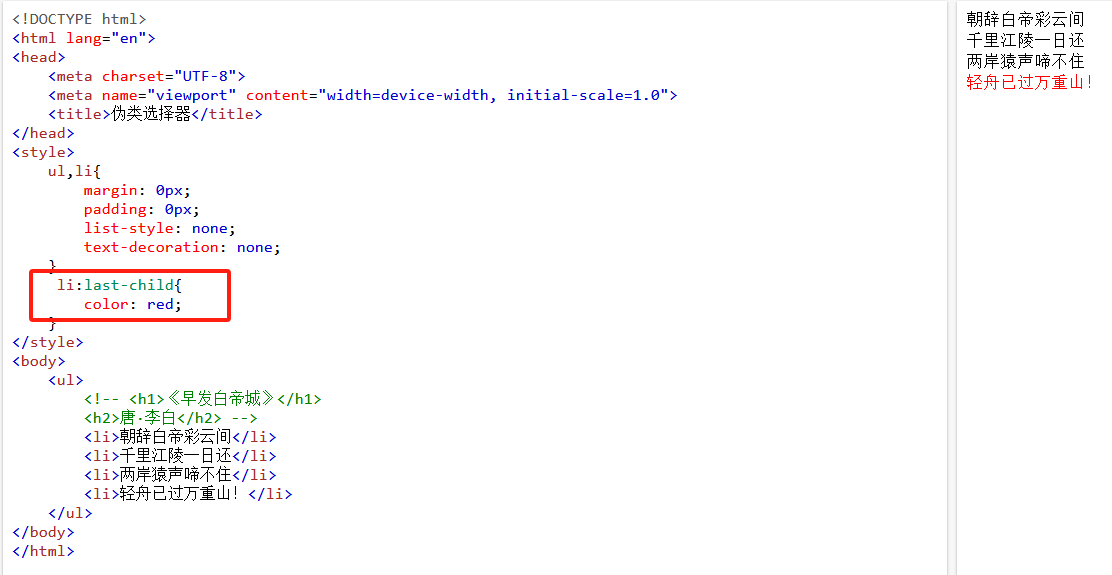 <!DOCTYPE html>
<html lang="en">
<head>
    <meta charset="UTF-8">
    <meta name="viewport" content="width=device-width, initial-scale=1.0">
    <title>伪类选择器</title>
</head>
<style>
    ul,li{
        margin: 0px;
        padding: 0px;
        list-style: none;
        text-decoration: none;
    }
     li:last-child{
        color: red;
    }
</style>
<body>
    <ul>
        <!-- <h1>《早发白帝城》</h1>
        <h2>唐·李白</h2> -->
        <li>朝辞白帝彩云间</li>
        <li>千里江陵一日还</li>
        <li>两岸猿声啼不住</li>
        <li>轻舟已过万重山！</li>
    </ul>
</body>
</html>
朝辞白帝彩云间
千里江陵一日还
两岸猿声啼不住
轻舟已过万重山！